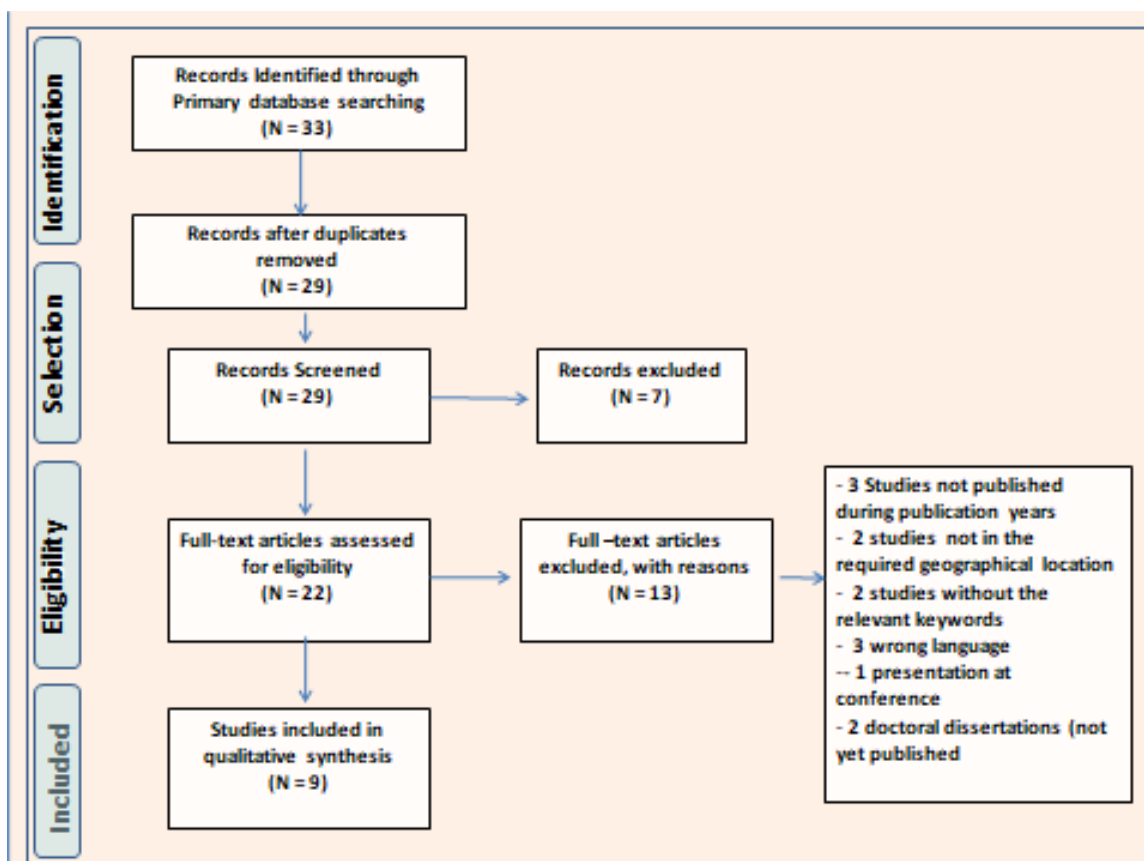 Identification
Records Identified through
Primary database searching
(N = 33)
Records after duplicates
removed
(N = 29)
Selection
Records Screened
(N = 29)
Records excluded
(N = 7)
Eligibility
Full-text articles assessed
for eligibility
(N = 22)
Full –text articles
excluded, with reasons
(N = 13)
- 3 Studies not published
during publication years
- 2 studies not in the
required geographical location
- 2 studies without the
relevant keywords
- 3 wrong language
-- 1 presentation at
conference
- 2 doctoral dissertations (not
yet published
Included
Studies included in
qualitative synthesis
(N = 9)